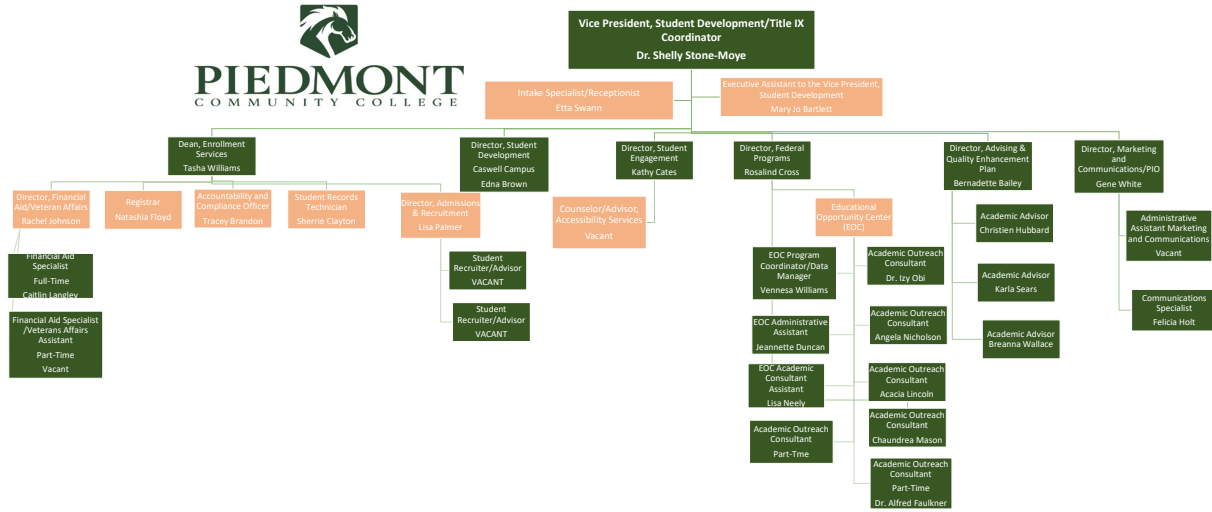 PIEDMONT
COMMUNITY COLLEGE
Vice President, Student Development/Title IX
Coordinator
Dr. Shelly Stone-Moye
Intake Specialist/Receptionist
Etta Swann
Executive Assistant to the Vice President,
Student Development
Mary Jo Bartlett
Dean, Enrollment
Services
Tasha Williams
Director, Student
Development
Caswell Campus
Edna Brown
Director, Student
Engagement
Kathy Cates
Director, Federal
Programs
Rosalind Cross
Director, Advising &
Quality Enhancement
Plan
Bernadette Bailey
Director, Marketing
and
Communications/PIO
Gene White
Director, Financial
Aid/Veteran Affairs
Rachel Johnson
Registrar
Natashia Floyd
Accountability and
Compliance Officer
Tracey Brandon
Student Records
Technician
Sherrie Clayton
Director, Admissions
& Recruitment
Lisa Palmer
Counselor/Advisor,
Accessibility Services
Vacant
Educational
Opportunity Center
(EOC)
Financial Aid
Specialist
Full-Time
Caitlin Langley
Financial Aid Specialist
/Veterans Affairs
Assistant
Part-Time
Vacant
Student
Recruiter/Advisor
VACANT
Student
Recruiter/Advisor
VACANT
EOC Program
Coordinator/Data
Manager
Vennesa Williams
EOC Administrative
Assistant
Jeannette Duncan
EOC Academic
Consultant
Assistant
Lisa Neely
Academic Outreach
Consultant
Part-Tme
Academic Outreach
Consultant
Dr. Izy Obi
Academic Outreach
Consultant
Angela Nicholson
Academic Outreach
Consultant
Acacia Lincoln
Academic Outreach
Consultant
Chaundrea Mason
Academic Outreach
Consultant
Part-Time
Dr. Alfred Faulkner
Academic Advisor
Christien Hubbard
Academic Advisor
Karla Sears
Academic Advisor
Breanna Wallace
Administrative
Assistant Marketing
and Communications
Vacant
Communications
Specialist
Felicia Holt